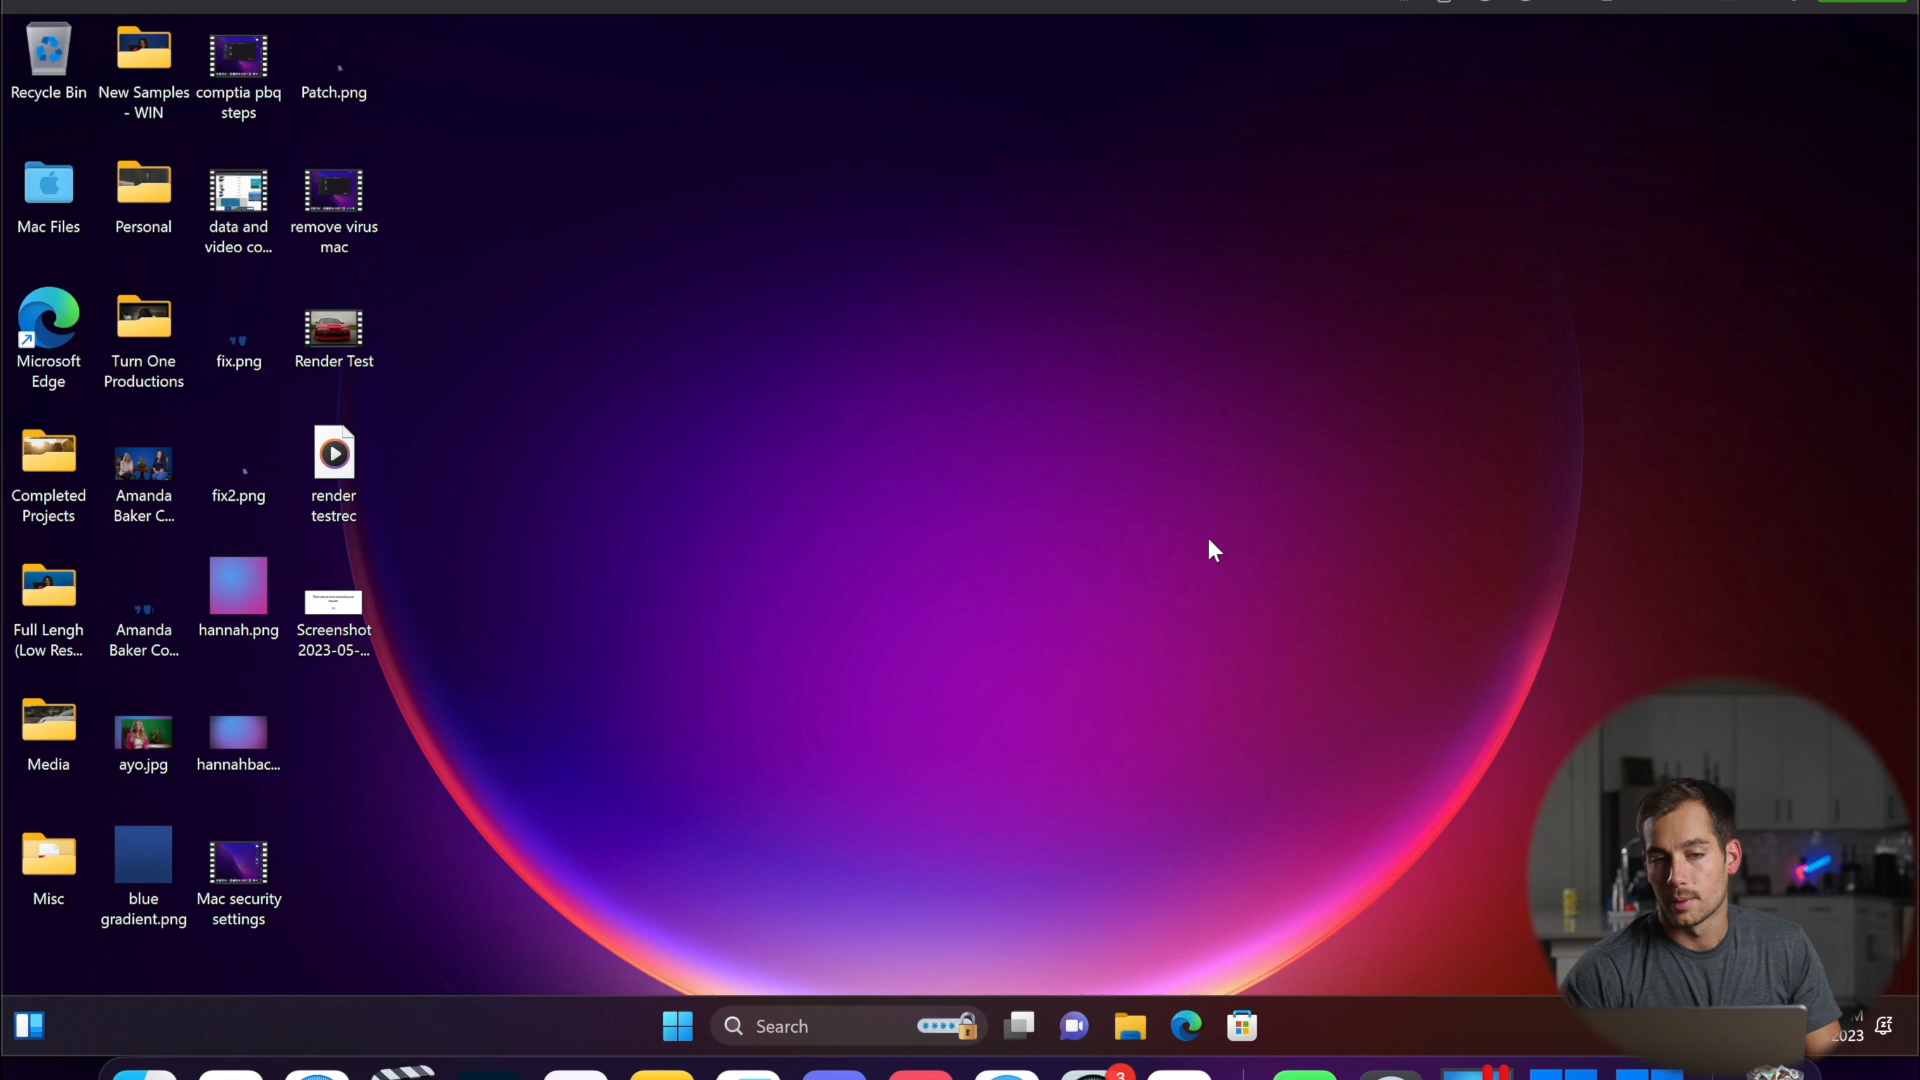 Recycle Bin
New Samples
- WIN
comptia pbq
steps
Patch.png
Mac Files
Personal
data and
video co...
remove virus
mac
Microsoft
Edge
Turn One
Productions
fix.png
Render Test
Completed
Projects
Amanda
Baker C...
fix2.png
render
testrec
Full Lengh
(Low Res...
Amanda
Baker Co...
hannah.png
Screenshot
2023-05-...
Media
ayo.jpg
hannahbac...
Misc
blue
gradient.png
Mac security
settings
Search
M
2023
3